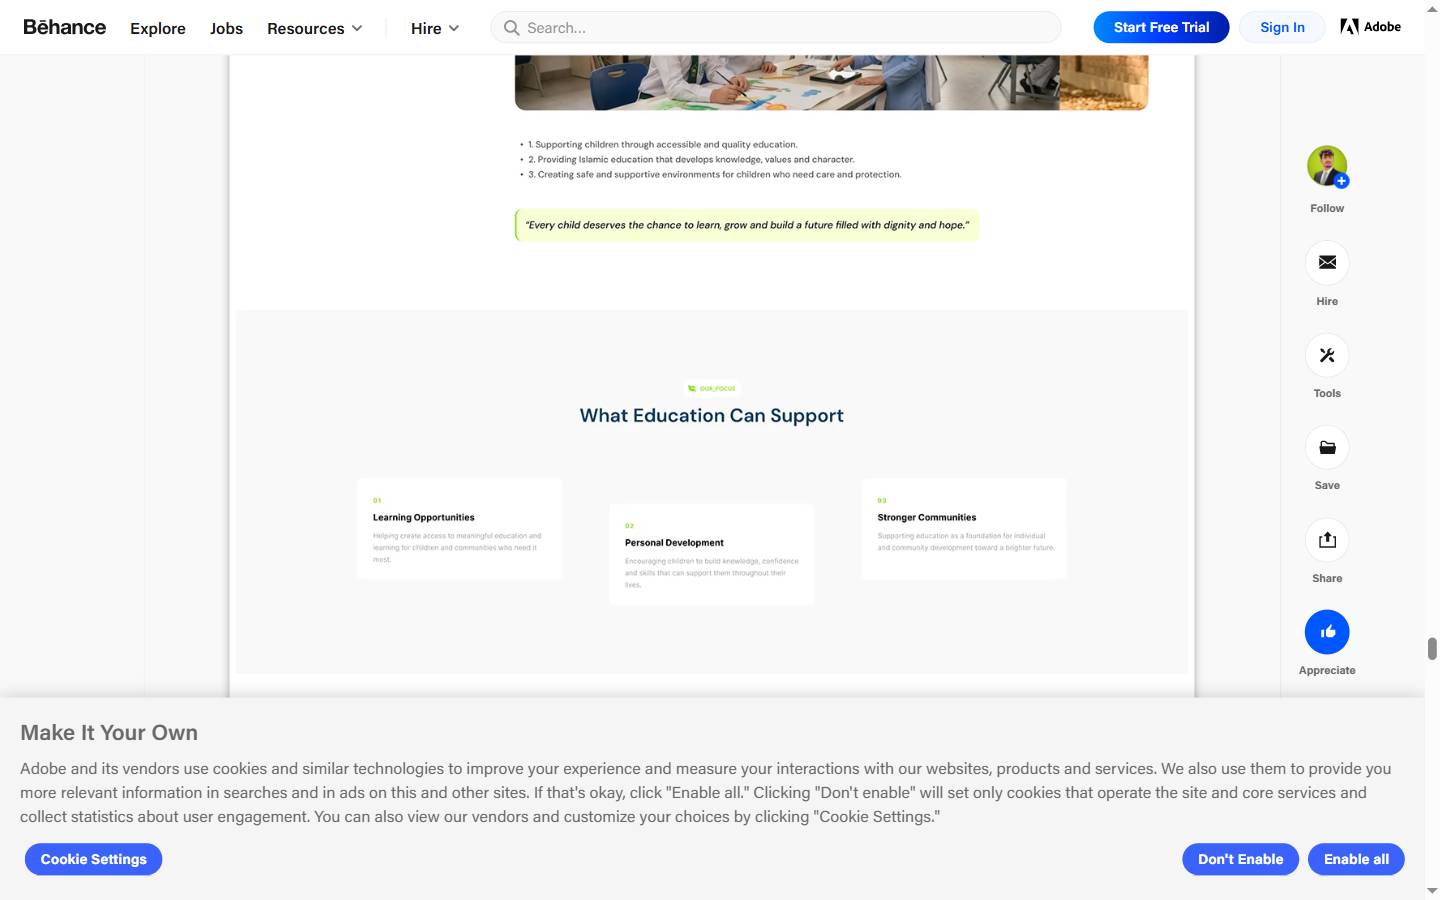 Bēhance
Explore
Jobs
Resources
Hire
Search...
Start Free Trial
Sign In
Adobe
• 1. Supporting children through accessible and quality education.
• 2. Providing Islamic education that develops knowledge, values and character.
• 3. Creating safe and supportive environments for children who need care and protection.
“Every child deserves the chance to learn, grow and build a future filled with dignity and hope.”
OUR_FOCUS
What Education Can Support
01
Learning Opportunities
Helping create access to meaningful education and
learning for children and communities who need it
most.
02
Personal Development
Encouraging children to build knowledge, confidence
and skills that can support them throughout their
lives.
03
Stronger Communities
Supporting education as a foundation for individual
and community development toward a brighter future.
Follow
Hire
Tools
Save
Share
Appreciate
Make It Your Own
Adobe and its vendors use cookies and similar technologies to improve your experience and measure your interactions with our websites, products and services. We also use them to provide you
more relevant information in searches and in ads on this and other sites. If that's okay, click "Enable all." Clicking "Don't enable" will set only cookies that operate the site and core services and
collect statistics about user engagement. You can also view our vendors and customize your choices by clicking "Cookie Settings."
Cookie Settings
Don't Enable
Enable all